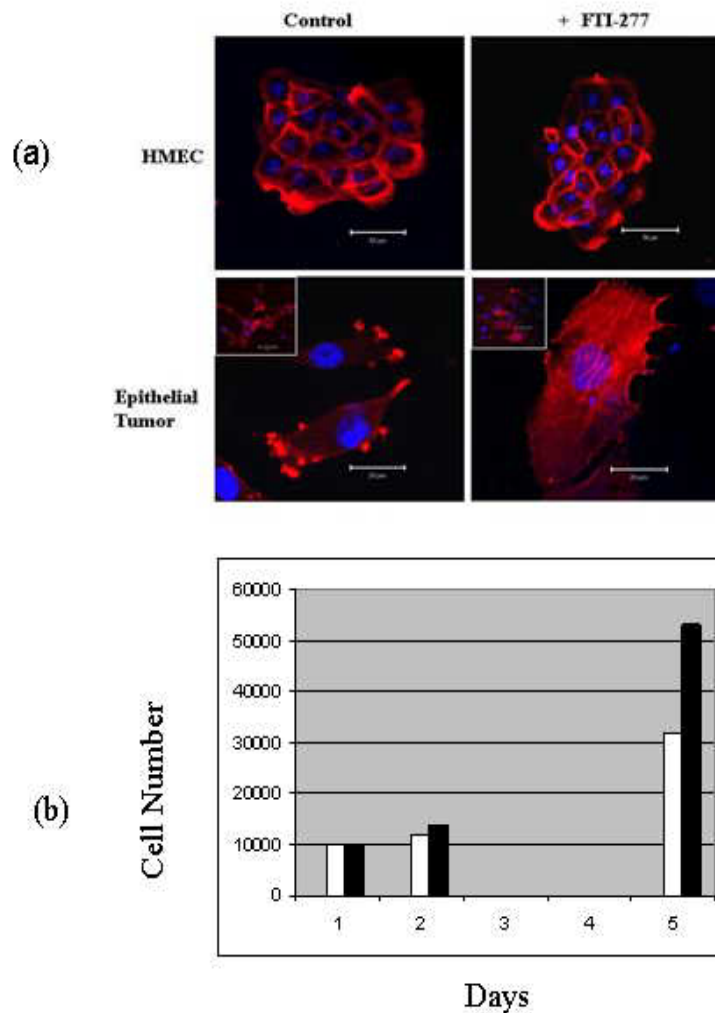 Control
+ FTI-277
(a)
HMEC
Epithelial
Tumor
(b)
Cell Number
60000
50000
40000
30000
20000
10000
0
1 2 3 4 5
Days